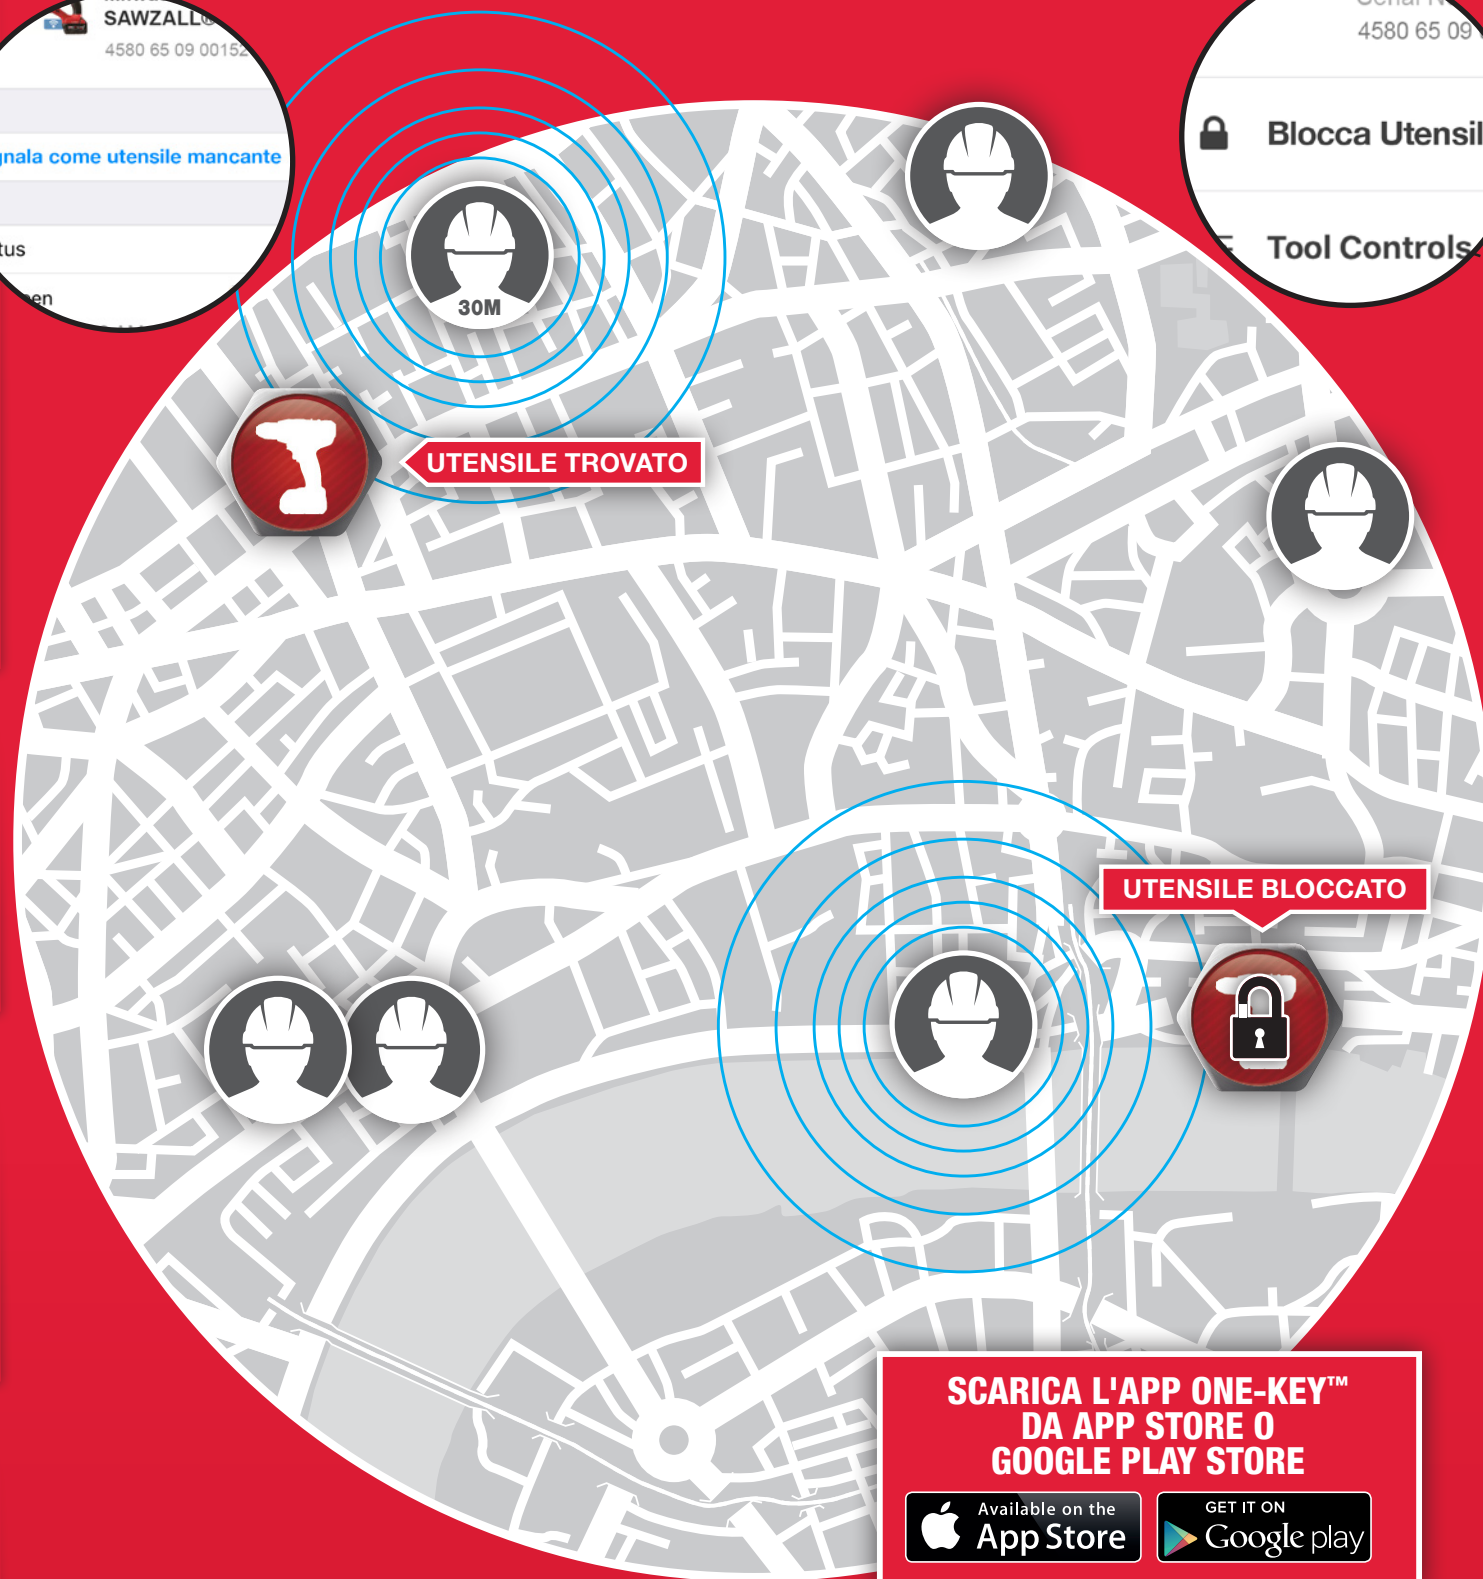 SAWZALL®
4580 65 09 00152
gnala come utensile mancante
tus
en
4580 65 09
Blocca Utensil
Tool Controls
30M
UTENSILE TROVATO
UTENSILE BLOCCATO
SCARICA L'APP ONE-KEY™
DA APP STORE O
GOOGLE PLAY STORE
Available on the
App Store
GET IT ON
Google play